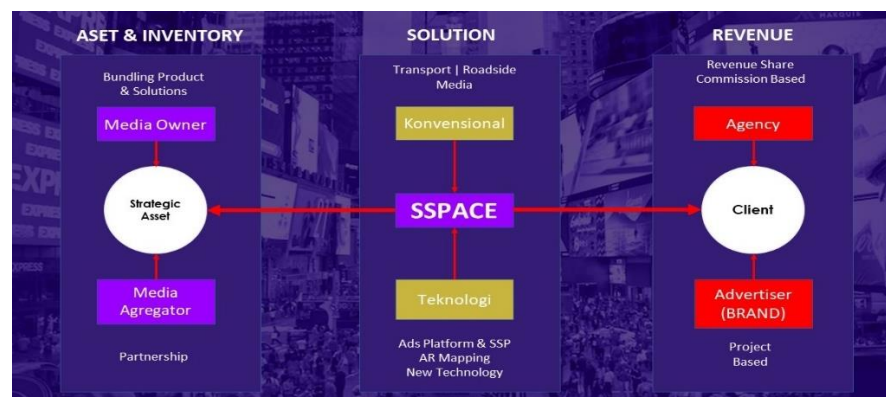 ASET & INVENTORY
Bundling Product
& Solutions
Media Owner
Strategic
Asset
Media
Agregator
Partnership
SOLUTION
Transport | Roadside
Media
Konvensional
SSPACE
Teknologi
Ads Platform & SSP
AR Mapping
New Technology
REVENUE
Revenue Share
Commission Based
Agency
Client
Advertiser
(BRAND)
Project
Based